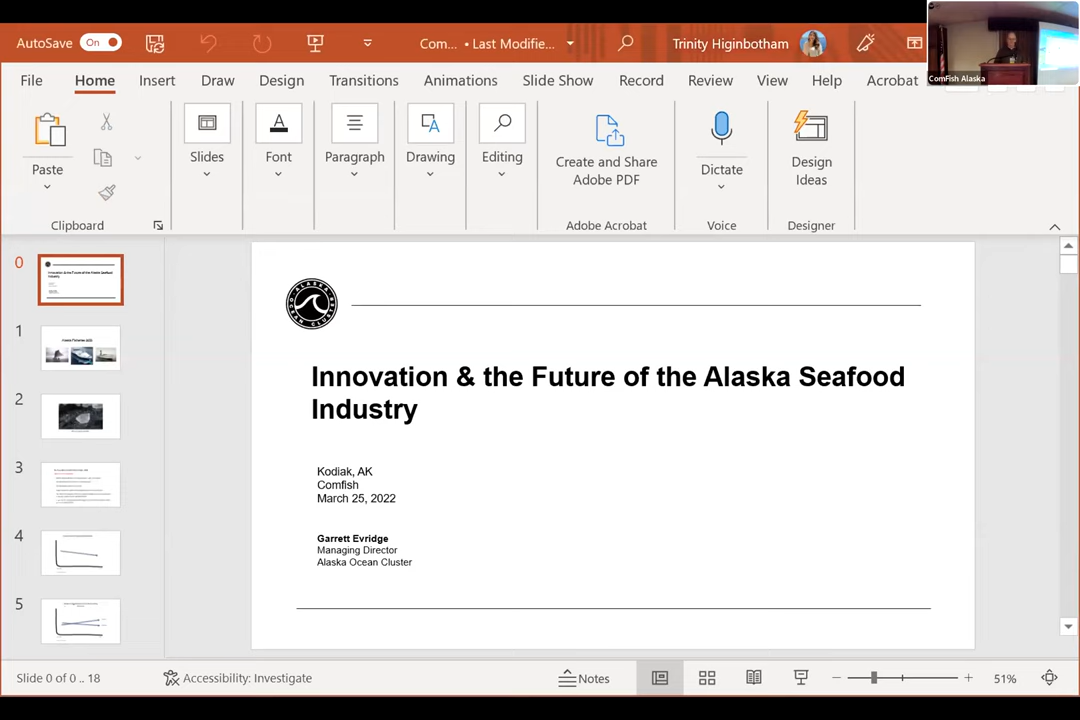 AutoSave On Com... • Last Modifie... Trinity Higinbotham
ComFish Alaska
File Home Insert Draw Design Transitions Animations Slide Show Record Review View Help Acrobat
Paste Slides Font Paragraph Drawing Editing Create and Share Adobe PDF Dictate Design Ideas
Clipboard Adobe Acrobat Voice Designer
0
1
2
3
4
5
ALASKA OCEAN CLUSTER
Innovation & the Future of the Alaska Seafood
Industry
Kodiak, AK
Comfish
March 25, 2022
Garrett Evridge
Managing Director
Alaska Ocean Cluster
Slide 0 of 0 .. 18 Accessibility: Investigate Notes 51%